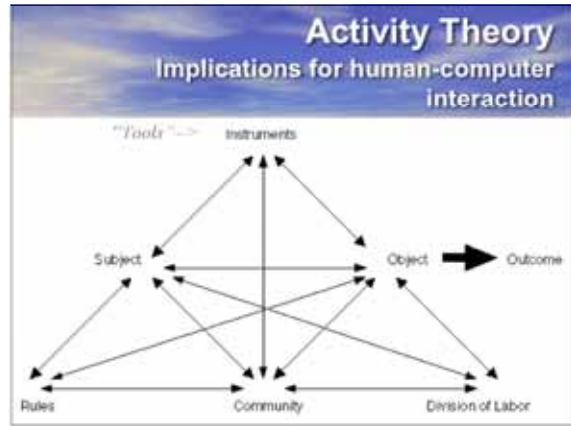 Activity Theory
Implications for human-computer
interaction
"Tools"--> Instruments
Subject Object Outcome
Rules Community Division of Labor